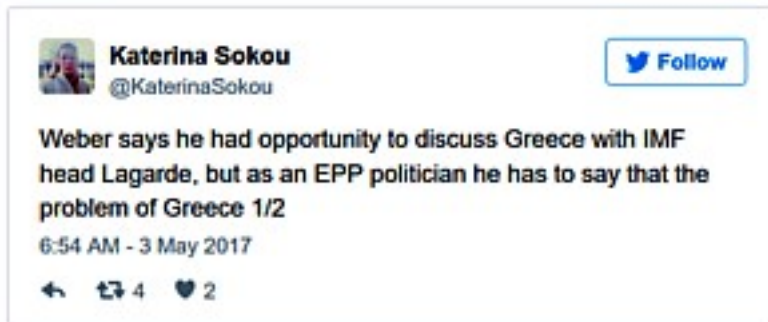 Katerina Sokou
@KaterinaSokou
Follow
Weber says he had opportunity to discuss Greece with IMF
head Lagarde, but as an EPP politician he has to say that the
problem of Greece 1/2
6:54 AM - 3 May 2017
4 2